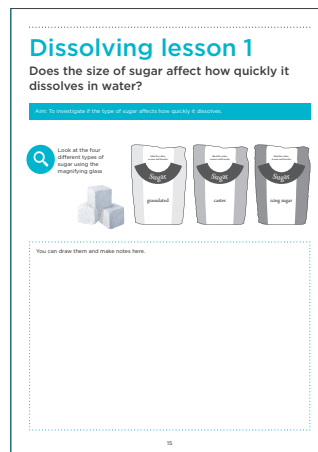 Dissolving lesson 1
Does the size of sugar affect how quickly it
dissolves in water?
Aim: To investigate if the type of sugar affects how quickly it dissolves.
Look at the four
different types of
sugar using the
magnifying glass
Sugar
granulated
Sugar
caster
Sugar
icing sugar
You can draw them and make notes here.
15